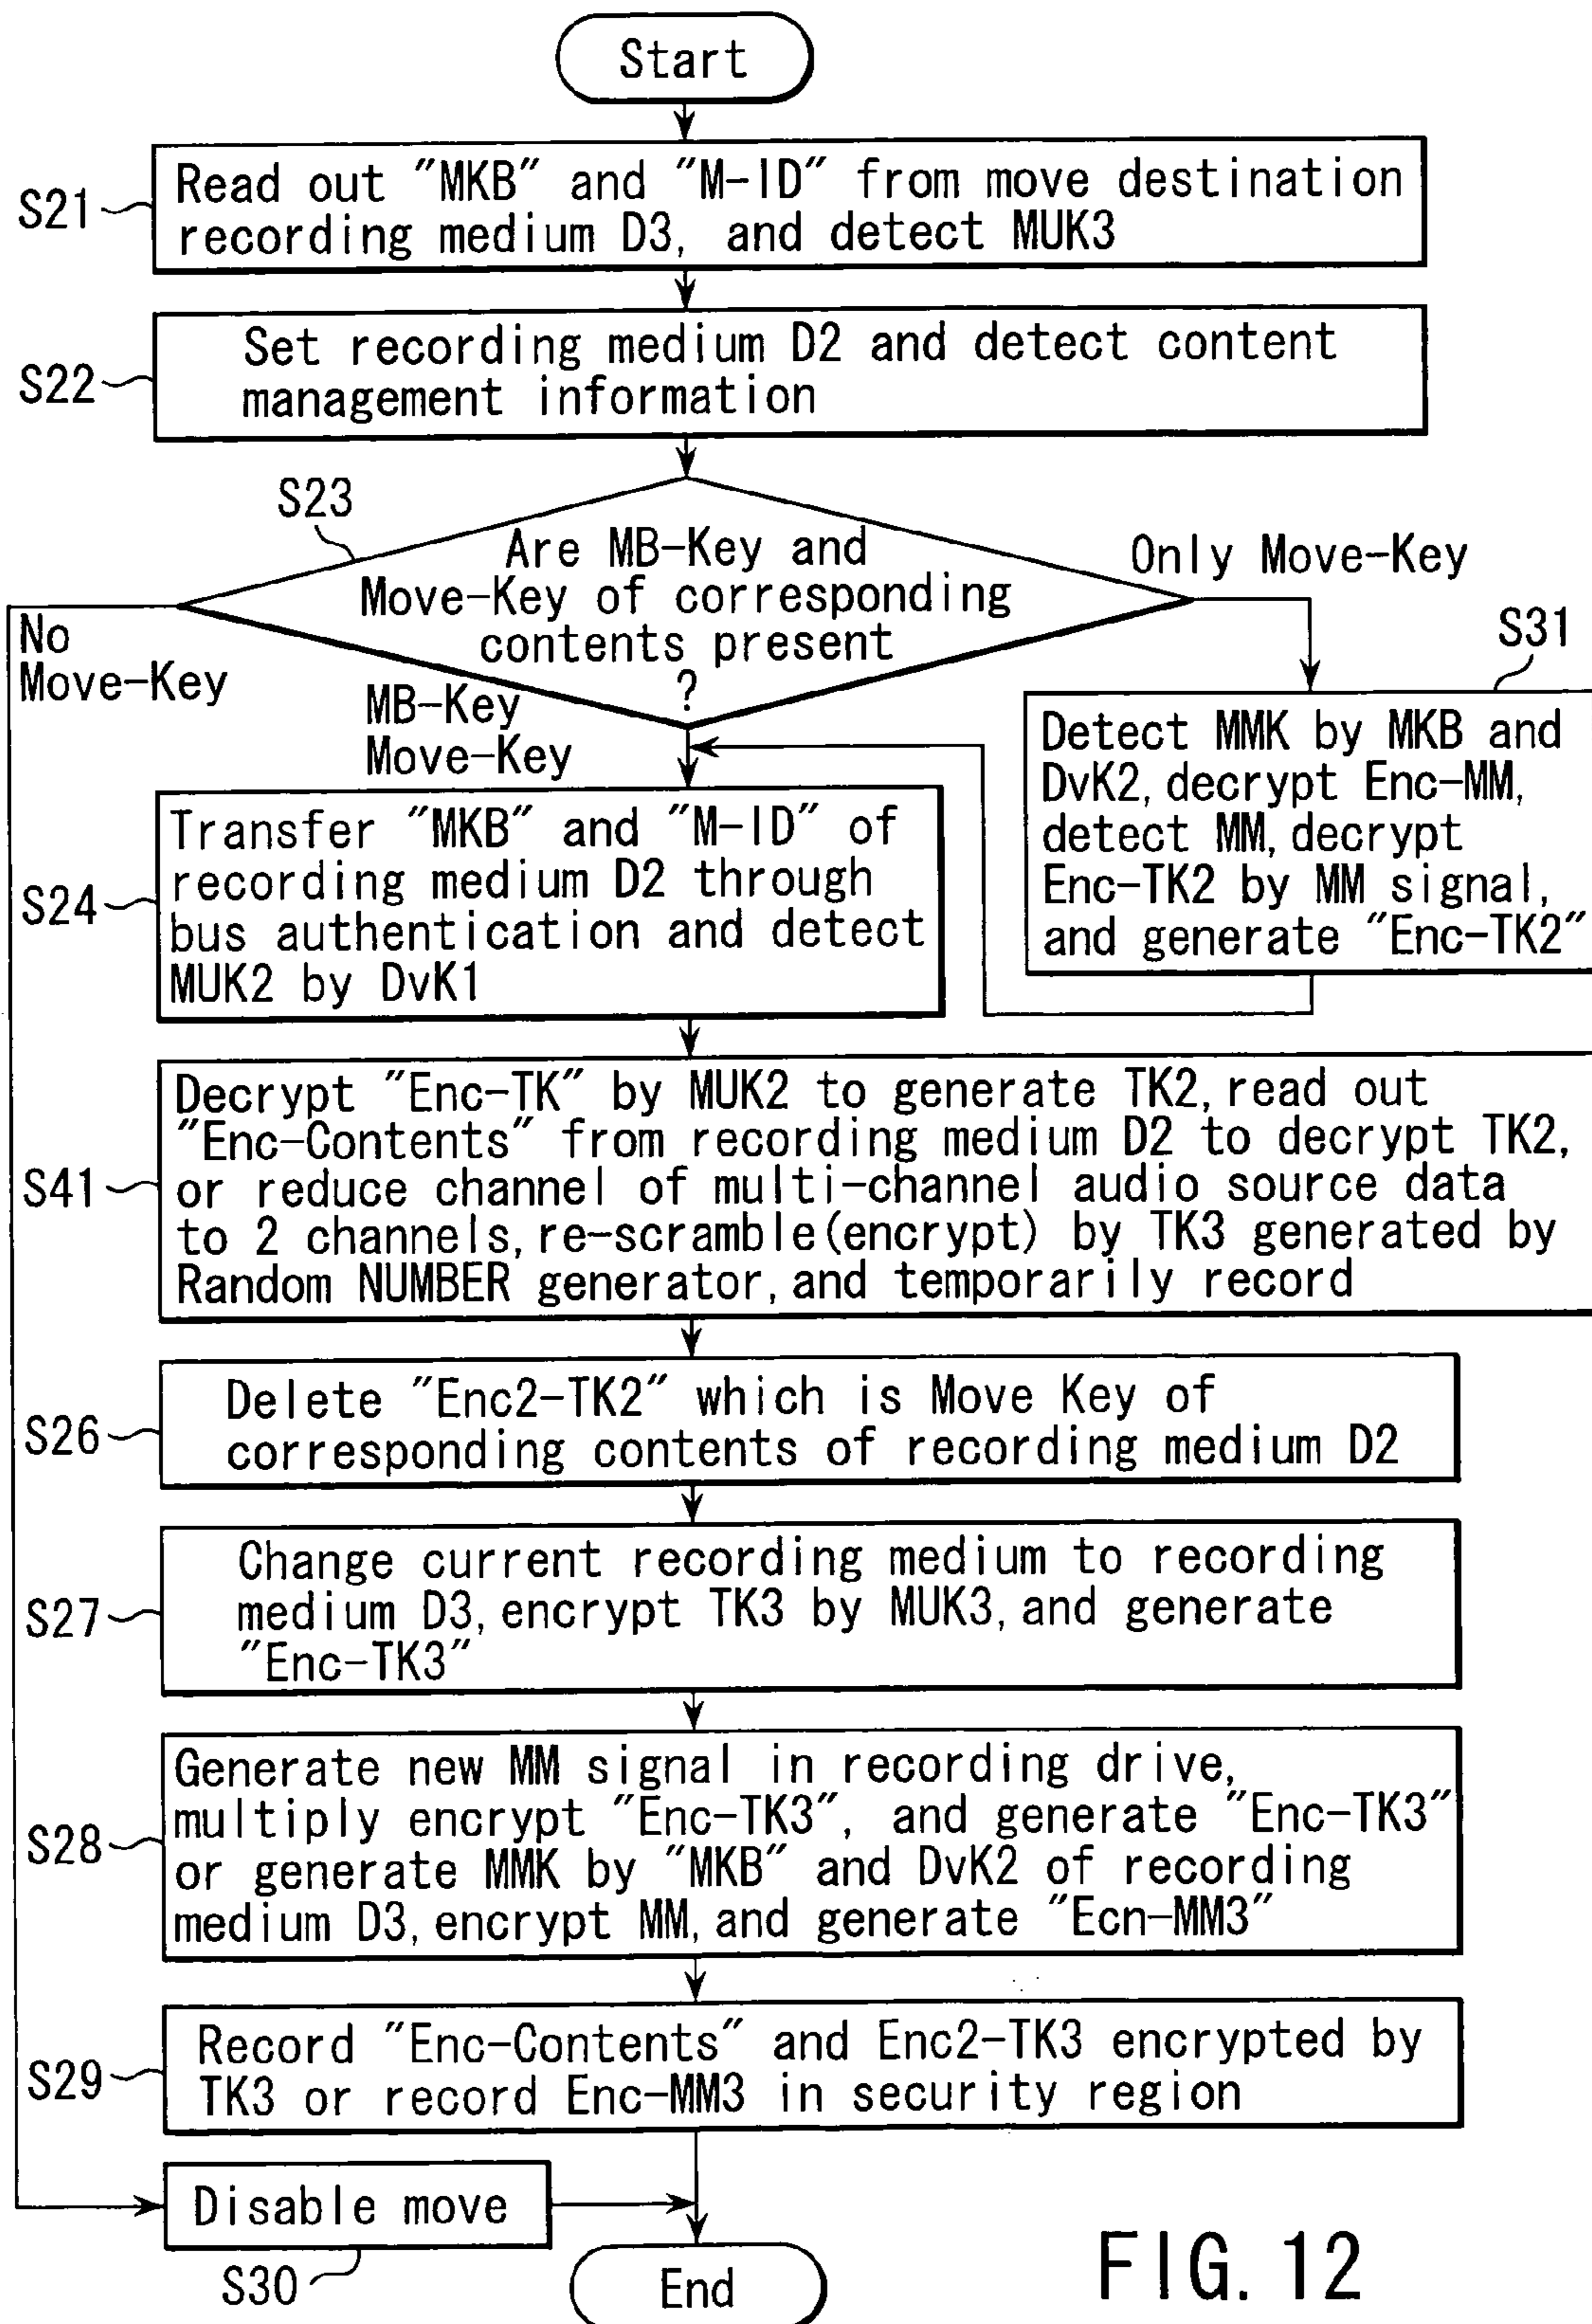 Start
S21
Read out "MKB" and "M-ID" from move destination
recording medium D3, and detect MUK3
S22
Set recording medium D2 and detect content
management information
S23
Are MB-Key and
Move-Key of corresponding
contents present
?
Only Move-Key
No
Move-Key
MB-Key
Move-Key
S31
Detect MMK by MKB and
DvK2, decrypt Enc-MM,
detect MM, decrypt
Enc-TK2 by MM signal,
and generate "Enc-TK2"
S24
Transfer "MKB" and "M-ID" of
recording medium D2 through
bus authentication and detect
MUK2 by DvK1
S41
Decrypt "Enc-TK" by MUK2 to generate TK2, read out
"Enc-Contents" from recording medium D2 to decrypt TK2,
or reduce channel of multi-channel audio source data
to 2 channels, re-scramble(encrypt) by TK3 generated by
Random NUMBER generator, and temporarily record
S26
Delete "Enc2-TK2" which is Move Key of
corresponding contents of recording medium D2
S27
Change current recording medium to recording
medium D3, encrypt TK3 by MUK3, and generate
"Enc-TK3"
S28
Generate new MM signal in recording drive,
multiply encrypt "Enc-TK3", and generate "Enc-TK3"
or generate MMK by "MKB" and DvK2 of recording
medium D3, encrypt MM, and generate "Ecn-MM3"
S29
Record "Enc-Contents" and Enc2-TK3 encrypted by
TK3 or record Enc-MM3 in security region
Disable move
S30
End
FIG. 12